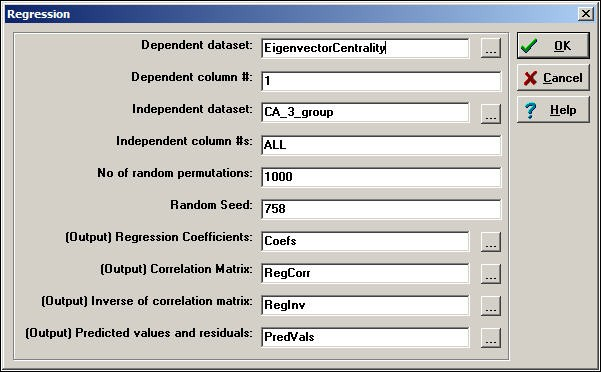 Regression
Dependent dataset: EigenvectorCentrality ...
Dependent column #: 1
Independent dataset: CA_3_group ...
Independent column #s: ALL
No of random permutations: 1000
Random Seed: 758
(Output) Regression Coefficients: Coefs ...
(Output) Correlation Matrix: RegCorr ...
(Output) Inverse of correlation matrix: RegInv ...
(Output) Predicted values and residuals: PredVals ...
OK
Cancel
? Help